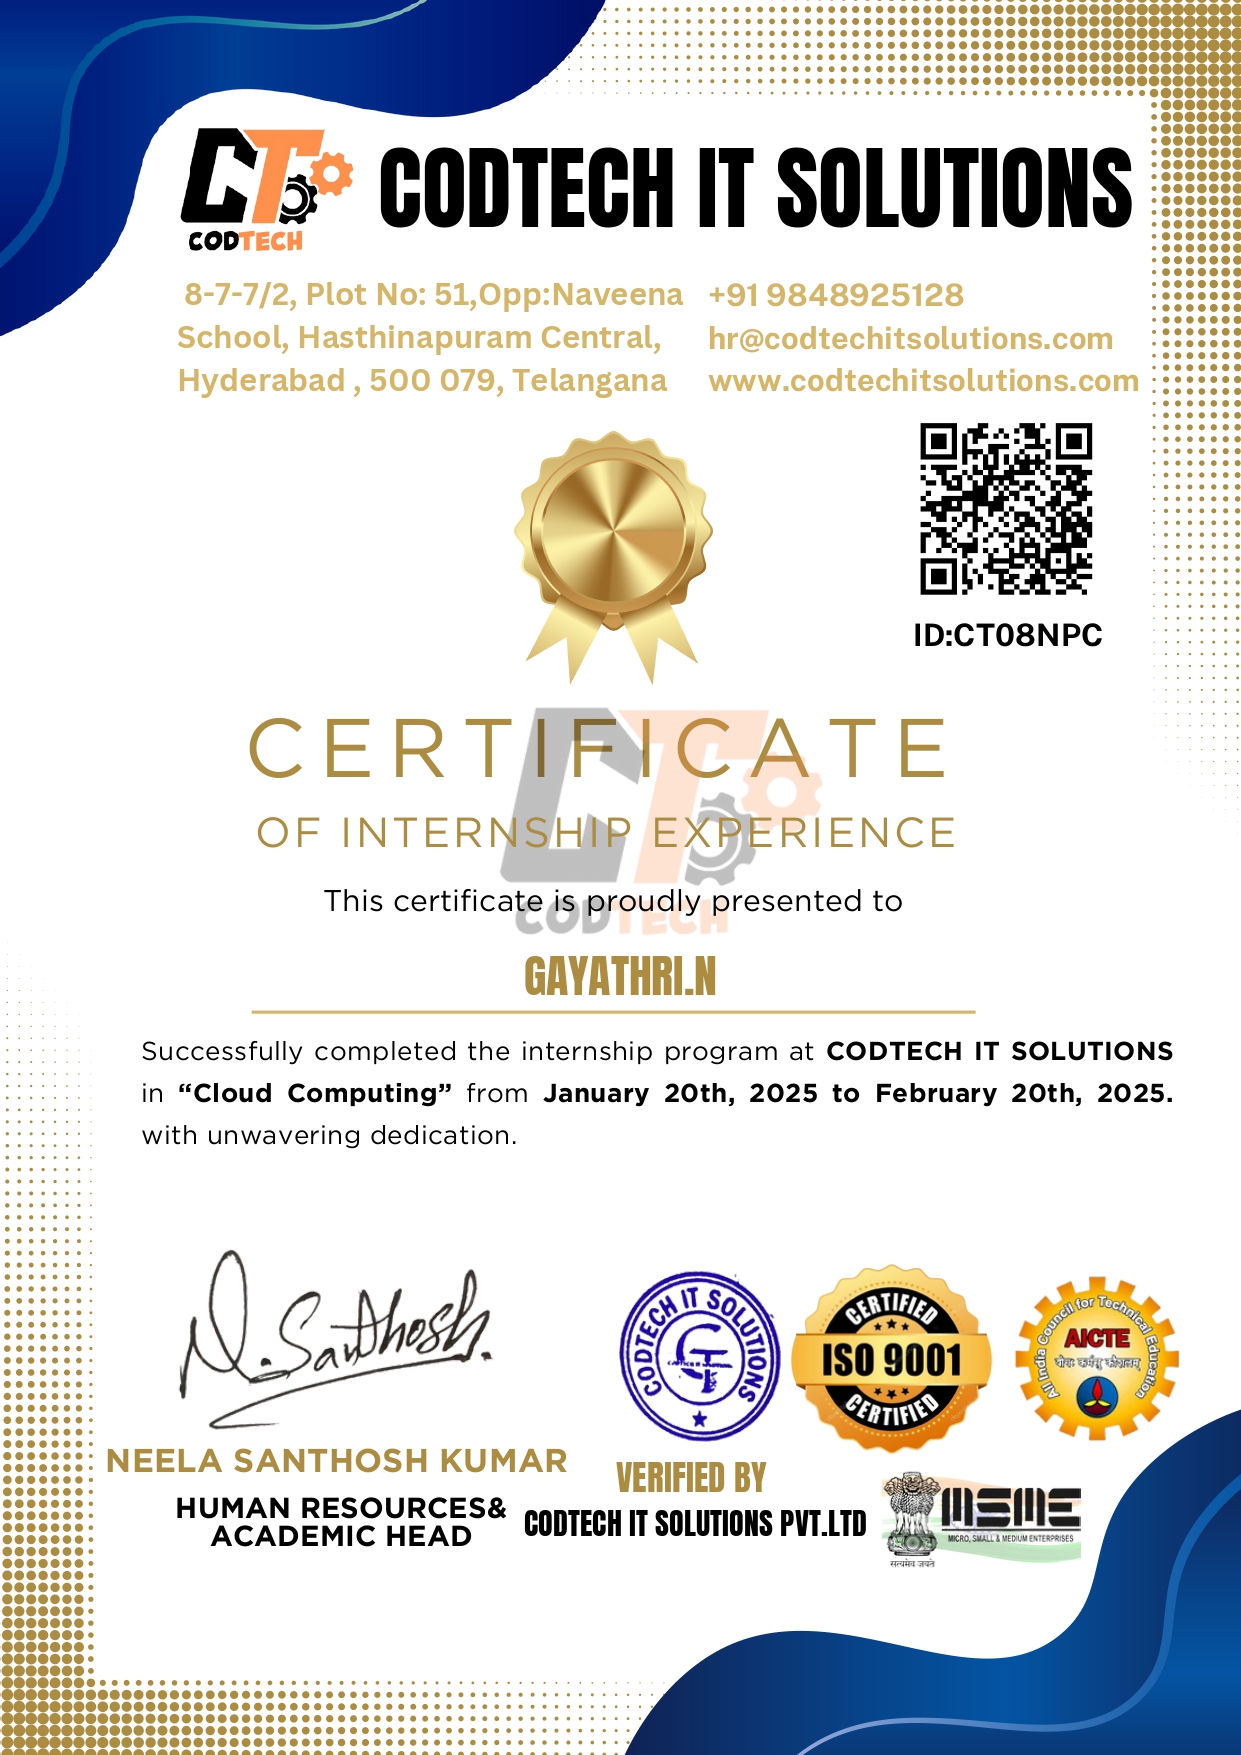 CODTECH
CODTECH IT SOLUTIONS
8-7-7/2, Plot No: 51,Opp:Naveena
School, Hasthinapuram Central,
Hyderabad , 500 079, Telangana
+91 9848925128
hr@codtechitsolutions.com
www.codtechitsolutions.com
ID:CT08NPC
CERTIFICATE
OF INTERNSHIP EXPERIENCE
This certificate is proudly presented to
CODTECH
GAYATHRI.N
Successfully completed the internship program at CODTECH IT SOLUTIONS
in “Cloud Computing” from January 20th, 2025 to February 20th, 2025.
with unwavering dedication.
N.Santhosh.
NEELA SANTHOSH KUMAR
HUMAN RESOURCES&
ACADEMIC HEAD
CODTECH IT SOLUTIONS
VERIFIED BY
CODTECH IT SOLUTIONS PVT.LTD
CERTIFIED
ISO 9001
CERTIFIED
All India Council for Technical Education
AICTE
योगः कर्मसु कौशलम्
MSME
MICRO, SMALL & MEDIUM ENTERPRISES
सत्यमेव जयते